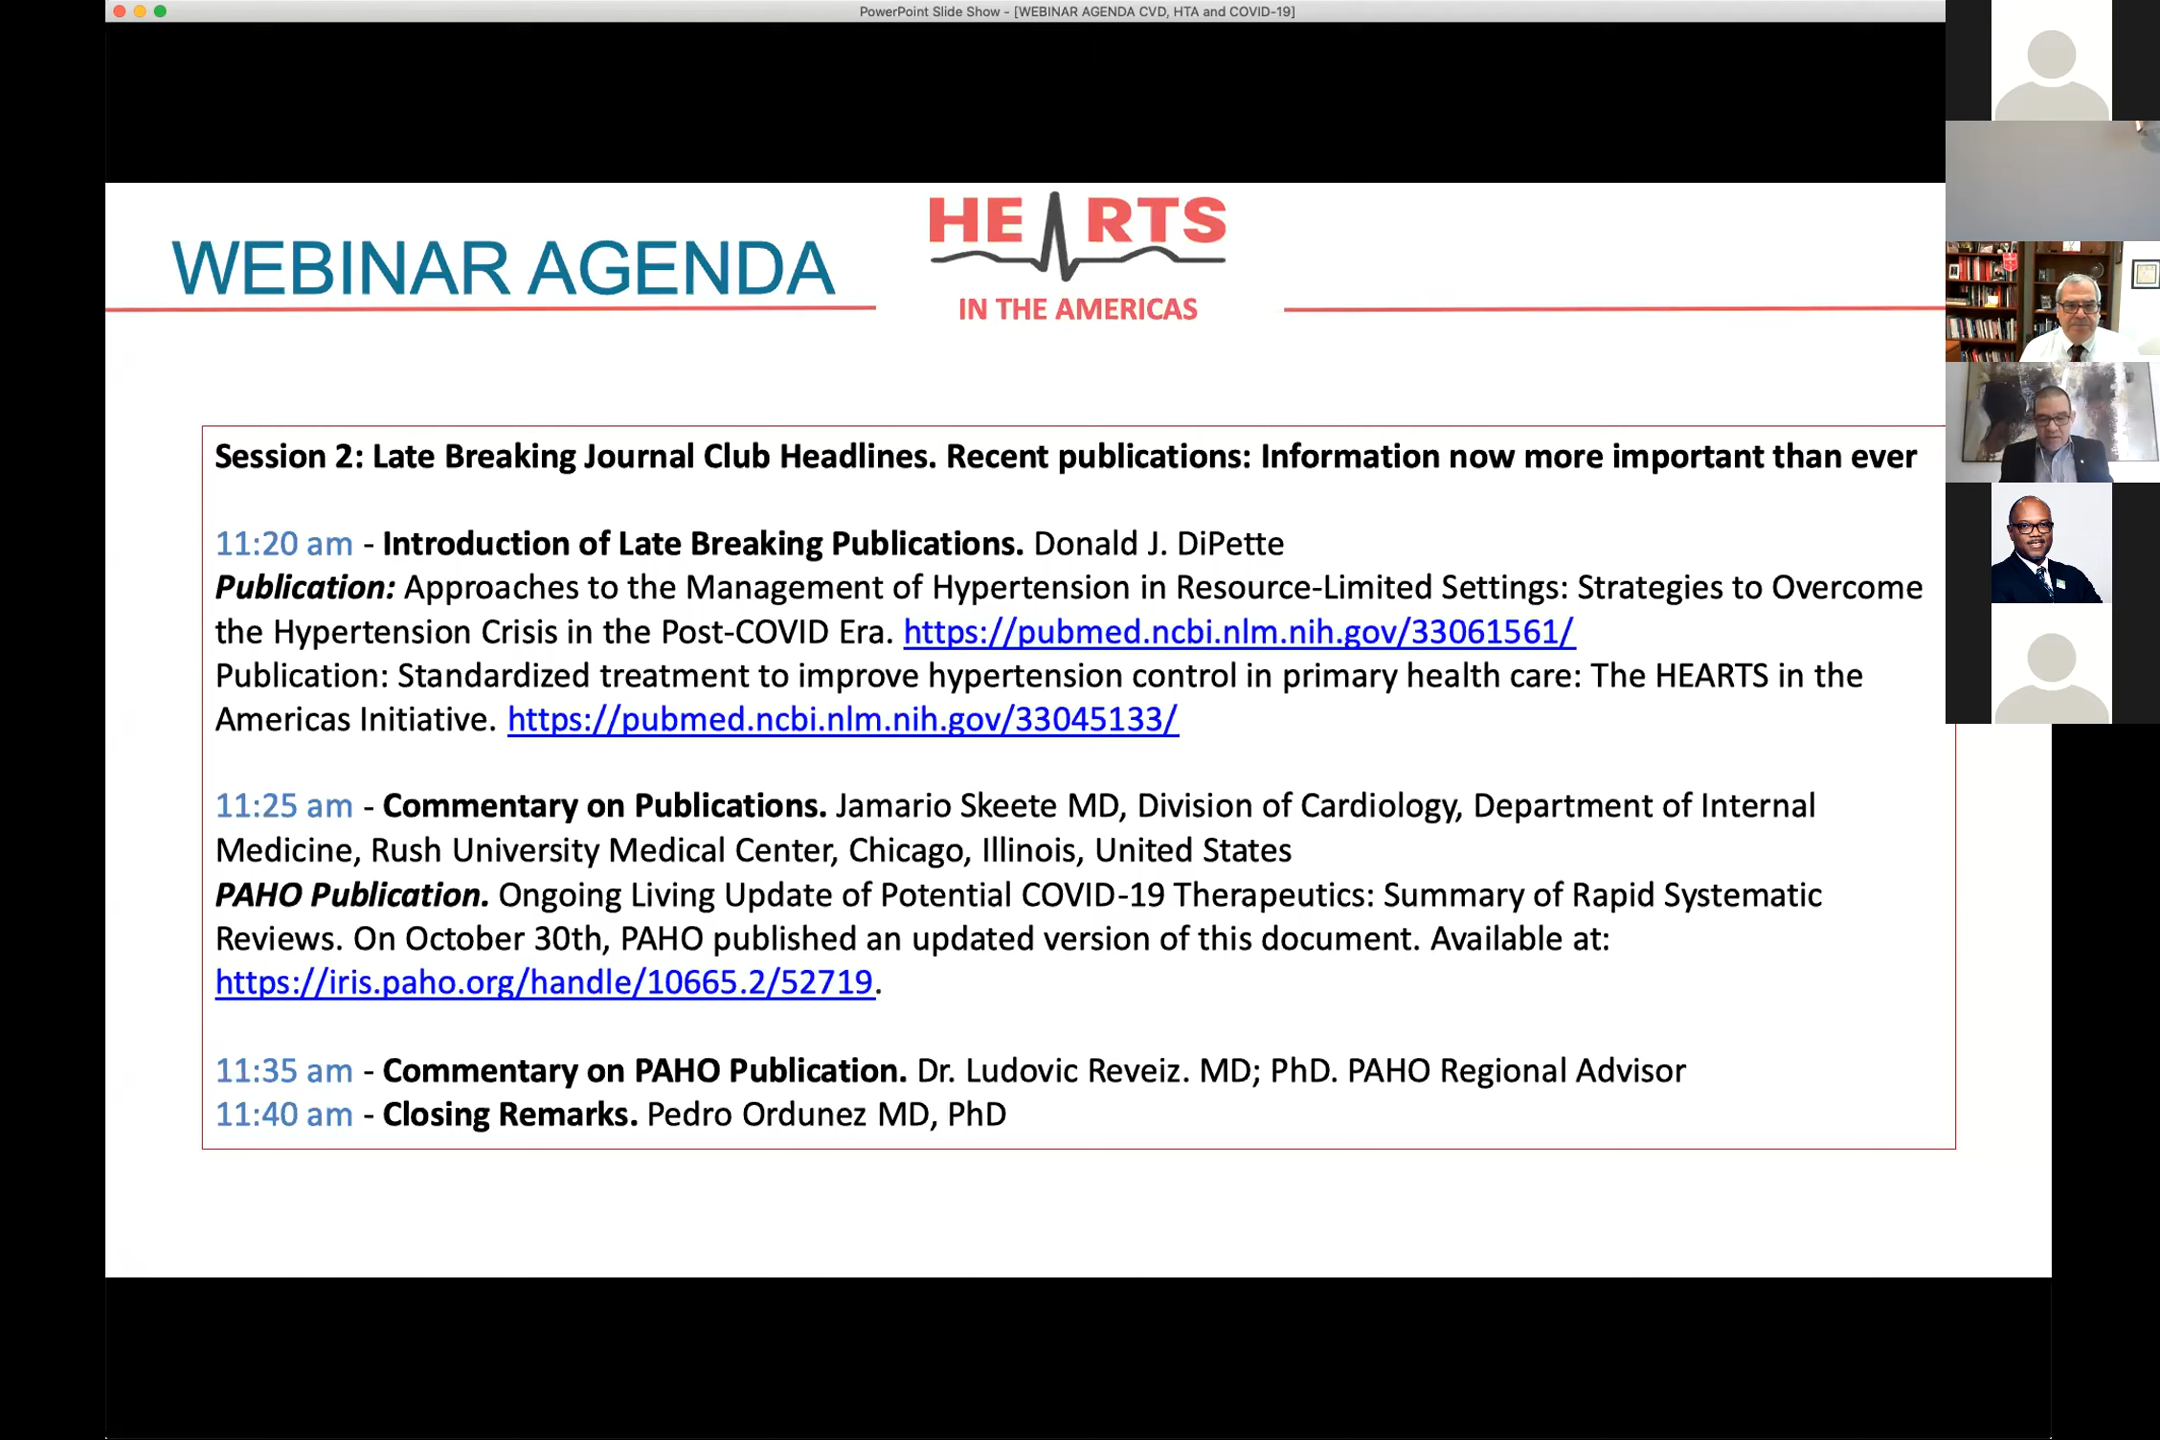 PowerPoint Slide Show - [WEBINAR AGENDA CVD, HTA and COVID-19]
WEBINAR AGENDA
HEARTS
IN THE AMERICAS
Session 2: Late Breaking Journal Club Headlines. Recent publications: Information now more important than ever
11:20 am - Introduction of Late Breaking Publications. Donald J. DiPette
Publication: Approaches to the Management of Hypertension in Resource-Limited Settings: Strategies to Overcome
the Hypertension Crisis in the Post-COVID Era. https://pubmed.ncbi.nlm.nih.gov/33061561/
Publication: Standardized treatment to improve hypertension control in primary health care: The HEARTS in the
Americas Initiative. https://pubmed.ncbi.nlm.nih.gov/33045133/
11:25 am - Commentary on Publications. Jamario Skeete MD, Division of Cardiology, Department of Internal
Medicine, Rush University Medical Center, Chicago, Illinois, United States
PAHO Publication. Ongoing Living Update of Potential COVID-19 Therapeutics: Summary of Rapid Systematic
Reviews. On October 30th, PAHO published an updated version of this document. Available at:
https://iris.paho.org/handle/10665.2/52719.
11:35 am - Commentary on PAHO Publication. Dr. Ludovic Reveiz. MD; PhD. PAHO Regional Advisor
11:40 am - Closing Remarks. Pedro Ordunez MD, PhD